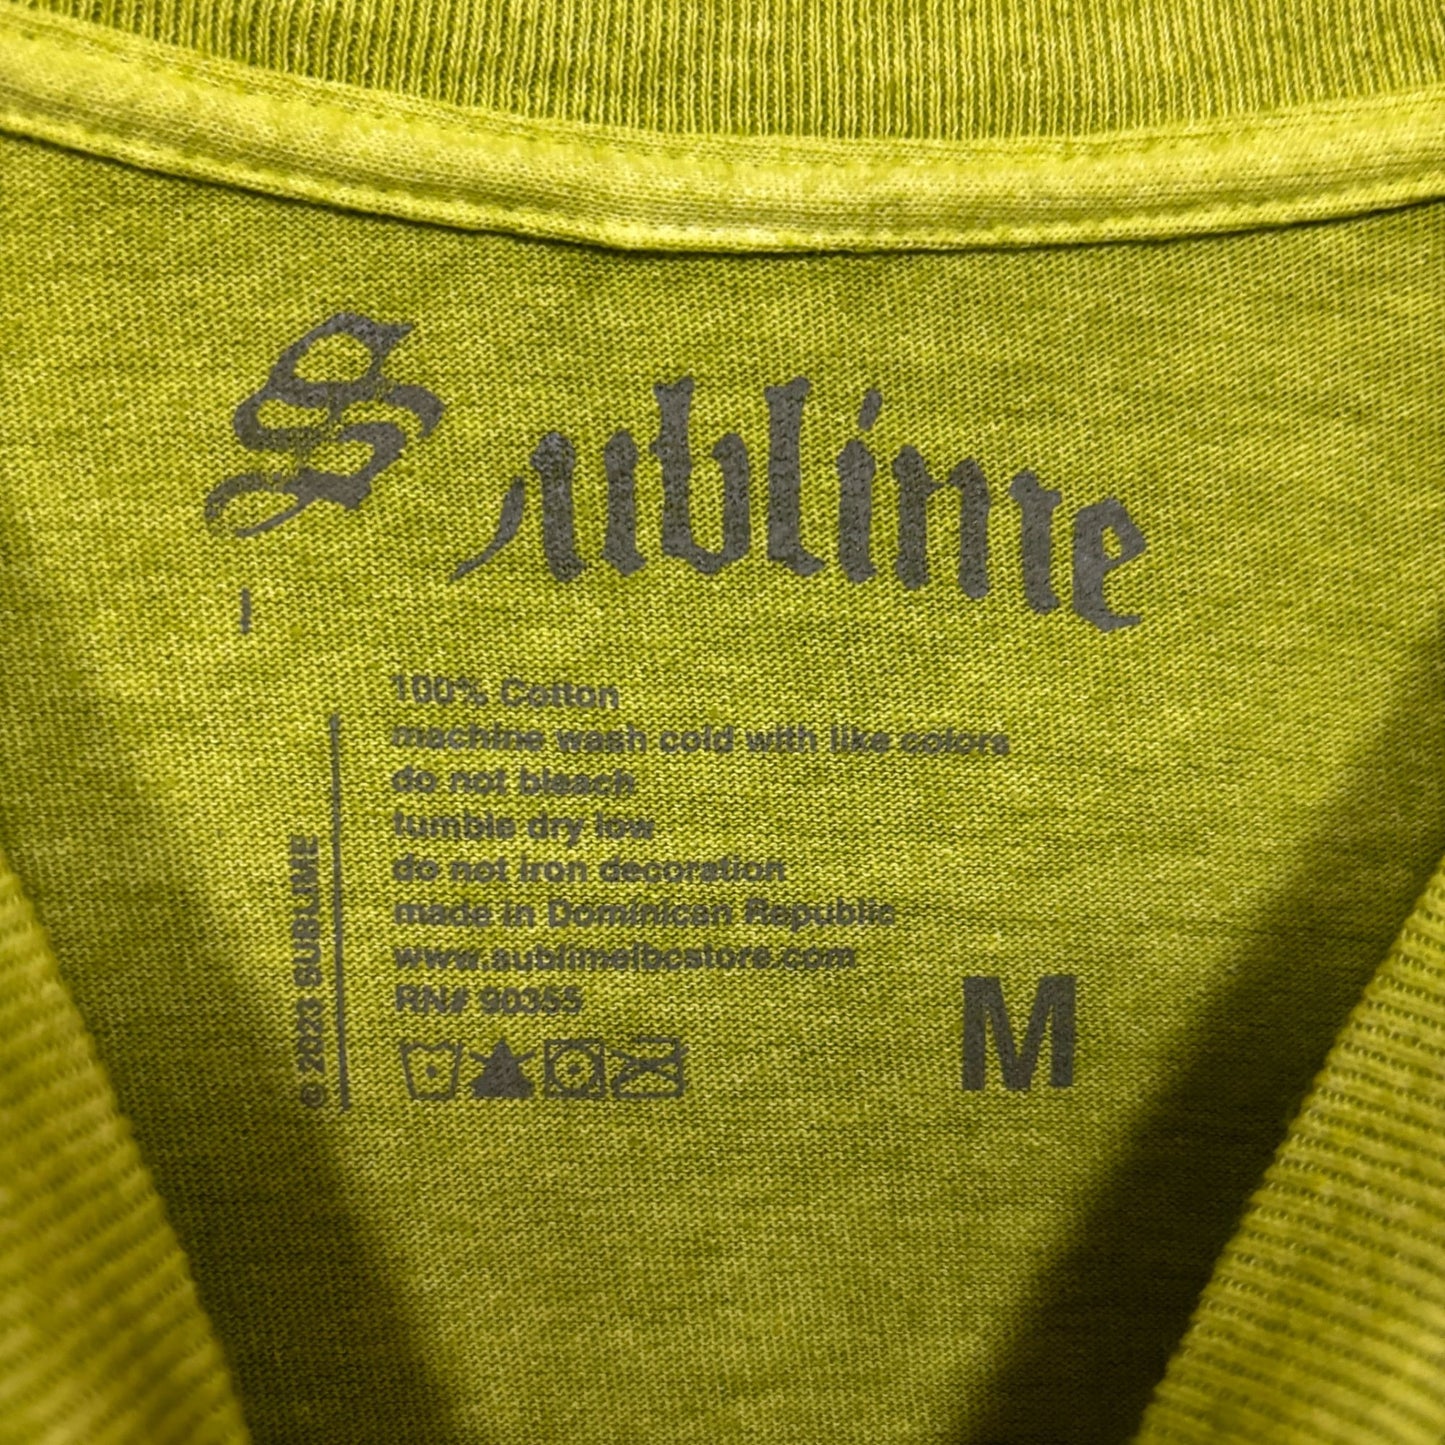 Sublime
100% Cotton
machine wash cold with like colors
do not bleach
tumble dry low
do not iron decoration
made in Dominican Republic
www.sublimelbcstore.com
RN# 90355
M
© 2023 SUBLIME